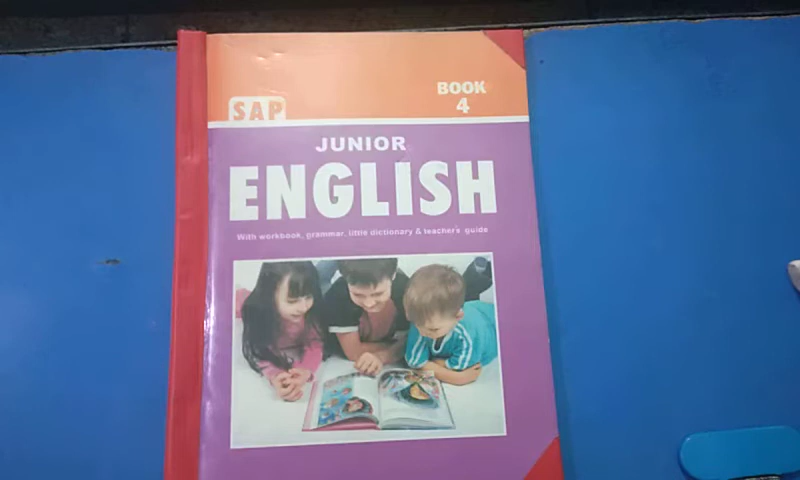 BOOK
4
SAP
JUNIOR
ENGLISH
With workbook, grammar, little dictionary & teacher's guide